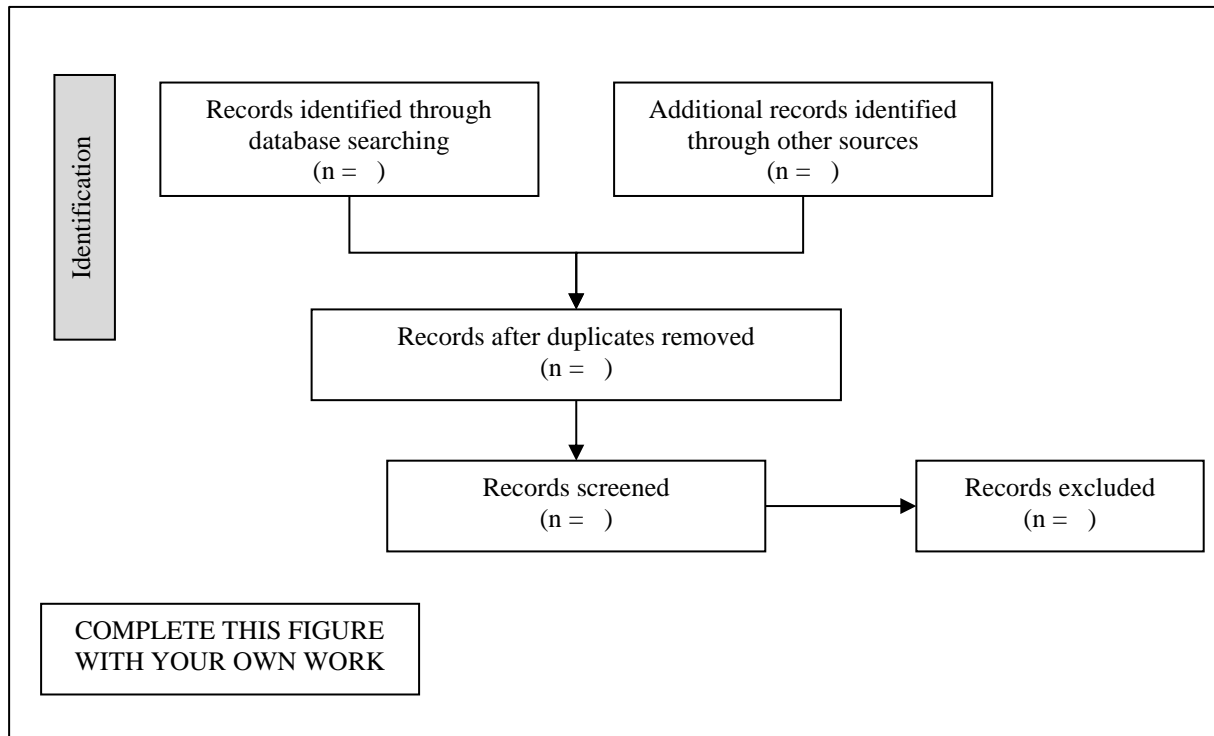 Identification
Records identified through
database searching
(n =   )
Additional records identified
through other sources
(n =   )
Records after duplicates removed
(n =   )
Records screened
(n =   )
Records excluded
(n =   )
COMPLETE THIS FIGURE
WITH YOUR OWN WORK